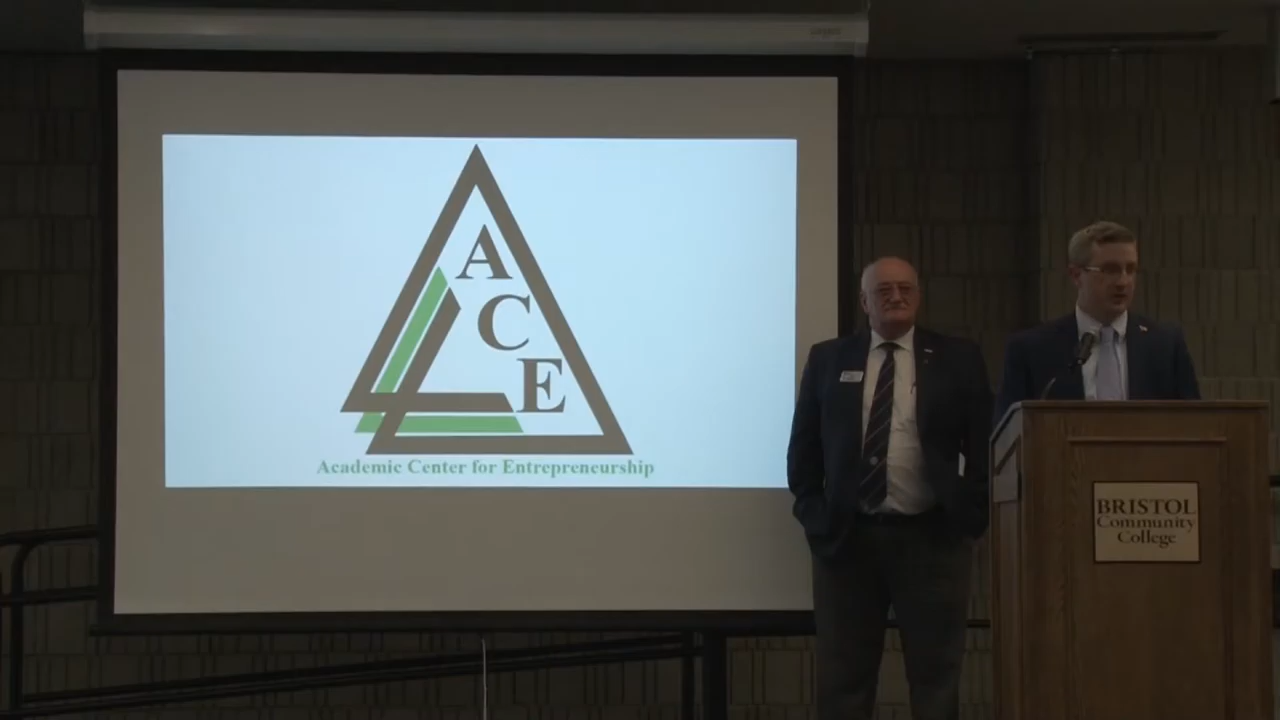 A
C
E
Academic Center for Entrepreneurship
BRISTOL
Community
College